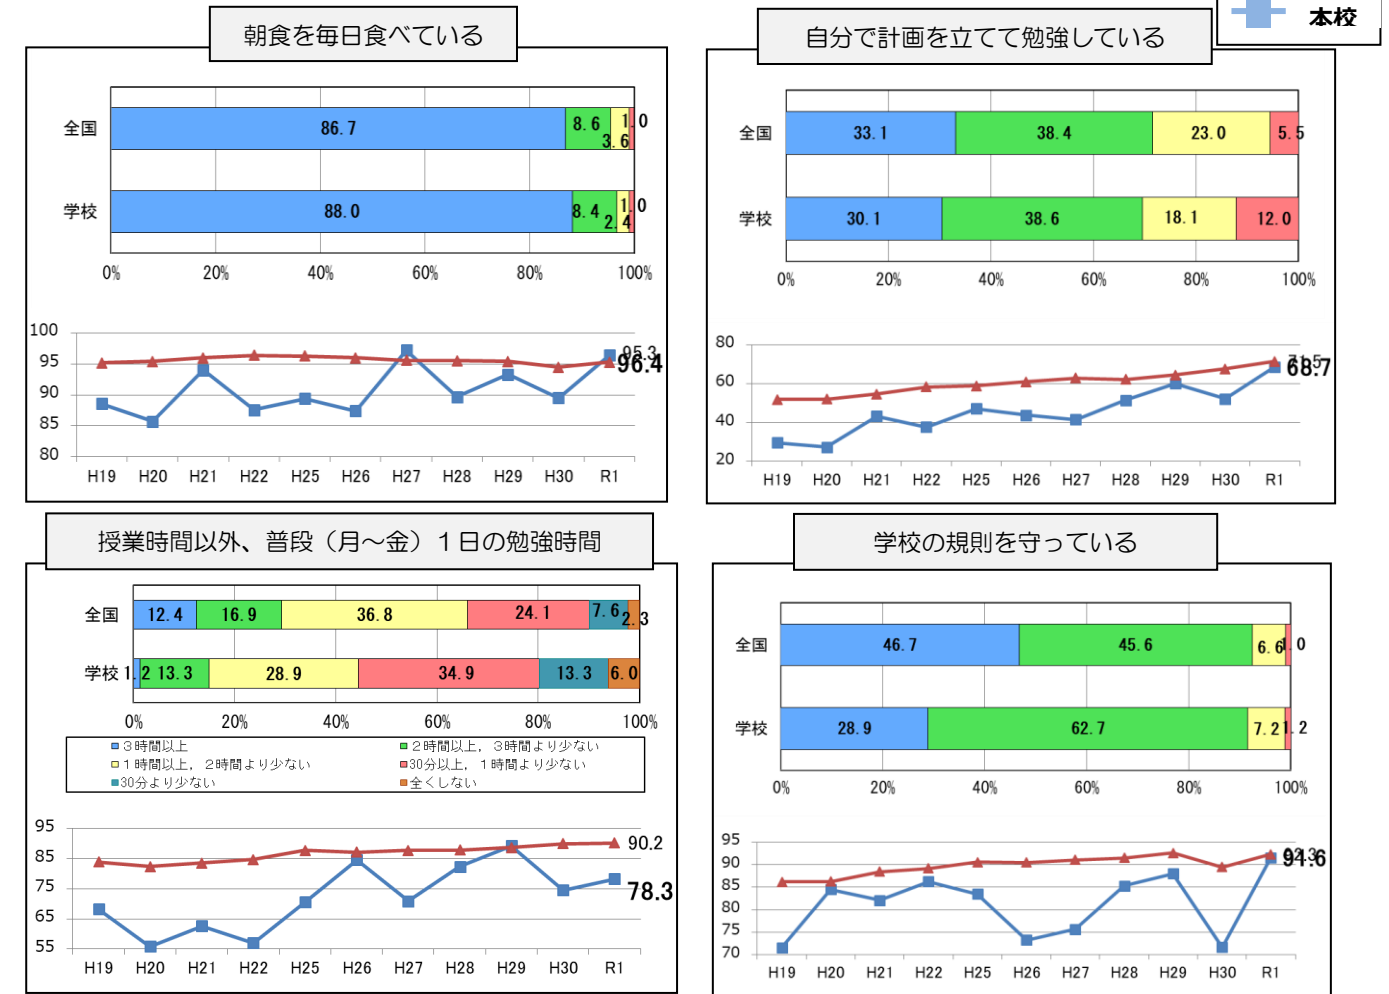 本校
朝食を毎日食べている
全国
86.7
8.6
3.6
1.0
学校
88.0
8.4
2.4
1.0
0%
20%
40%
60%
80%
100%
100
95
90
85
80
95.3
96.4
H19
H20
H21
H22
H25
H26
H27
H28
H29
H30
R1
自分で計画を立てて勉強している
全国
33.1
38.4
23.0
5.5
学校
30.1
38.6
18.1
12.0
0%
20%
40%
60%
80%
100%
80
60
40
20
71.5
68.7
H19
H20
H21
H22
H25
H26
H27
H28
H29
H30
R1
授業時間以外、普段（月～金）１日の勉強時間
全国
12.4
16.9
36.8
24.1
7.6
2.3
学校
1.2
13.3
28.9
34.9
13.3
6.0
0%
20%
40%
60%
80%
100%
３時間以上
２時間以上，３時間より少ない
１時間以上，２時間より少ない
30分以上，１時間より少ない
30分より少ない
全くしない
95
85
75
65
55
90.2
78.3
H19
H20
H21
H22
H25
H26
H27
H28
H29
H30
R1
学校の規則を守っている
全国
46.7
45.6
6.6
1.0
学校
28.9
62.7
7.2
1.2
0%
20%
40%
60%
80%
100%
95
90
85
80
75
70
92.3
91.6
H19
H20
H21
H22
H25
H26
H27
H28
H29
H30
R1